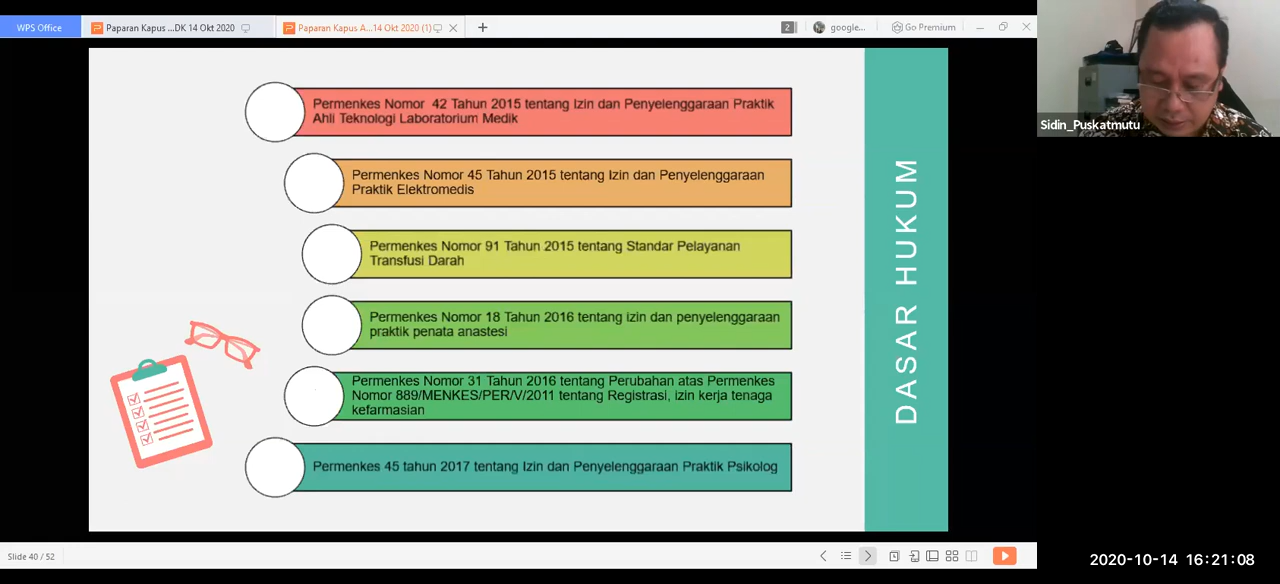 WPS Office
Paparan Kapus ...DK 14 Okt 2020
Paparan Kapus A...14 Okt 2020 (1)
2
google...
Go Premium
Permenkes Nomor 42 Tahun 2015 tentang Izin dan Penyelenggaraan Praktik
Ahli Teknologi Laboratorium Medik
Permenkes Nomor 45 Tahun 2015 tentang Izin dan Penyelenggaraan
Praktik Elektromedis
Permenkes Nomor 91 Tahun 2015 tentang Standar Pelayanan
Transfusi Darah
Permenkes Nomor 18 Tahun 2016 tentang izin dan penyelenggaraan
praktik penata anastesi
Permenkes Nomor 31 Tahun 2016 tentang Perubahan atas Permenkes
Nomor 889/MENKES/PER/V/2011 tentang Registrasi, izin kerja tenaga
kefarmasian
Permenkes 45 tahun 2017 tentang Izin dan Penyelenggaraan Praktik Psikolog
DASAR HUKUM
Sidin_Puskatmutu
Slide 40 / 52
2020-10-14 16:21:08